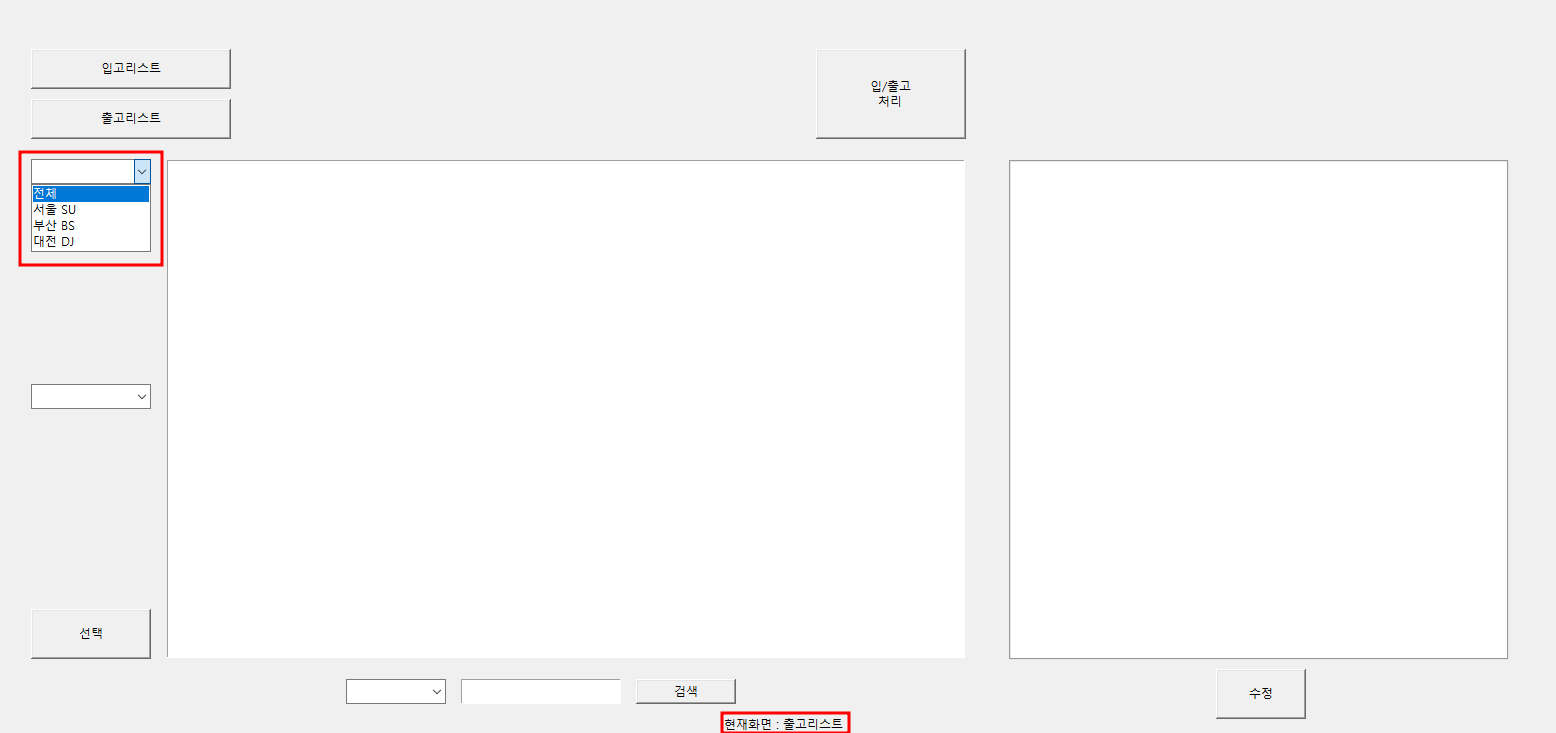 입고리스트
입/출고
처리
출고리스트
전체
서울 SU
부산 BS
대전 DJ
선택
검색
수정
현재화면 : 출고리스트